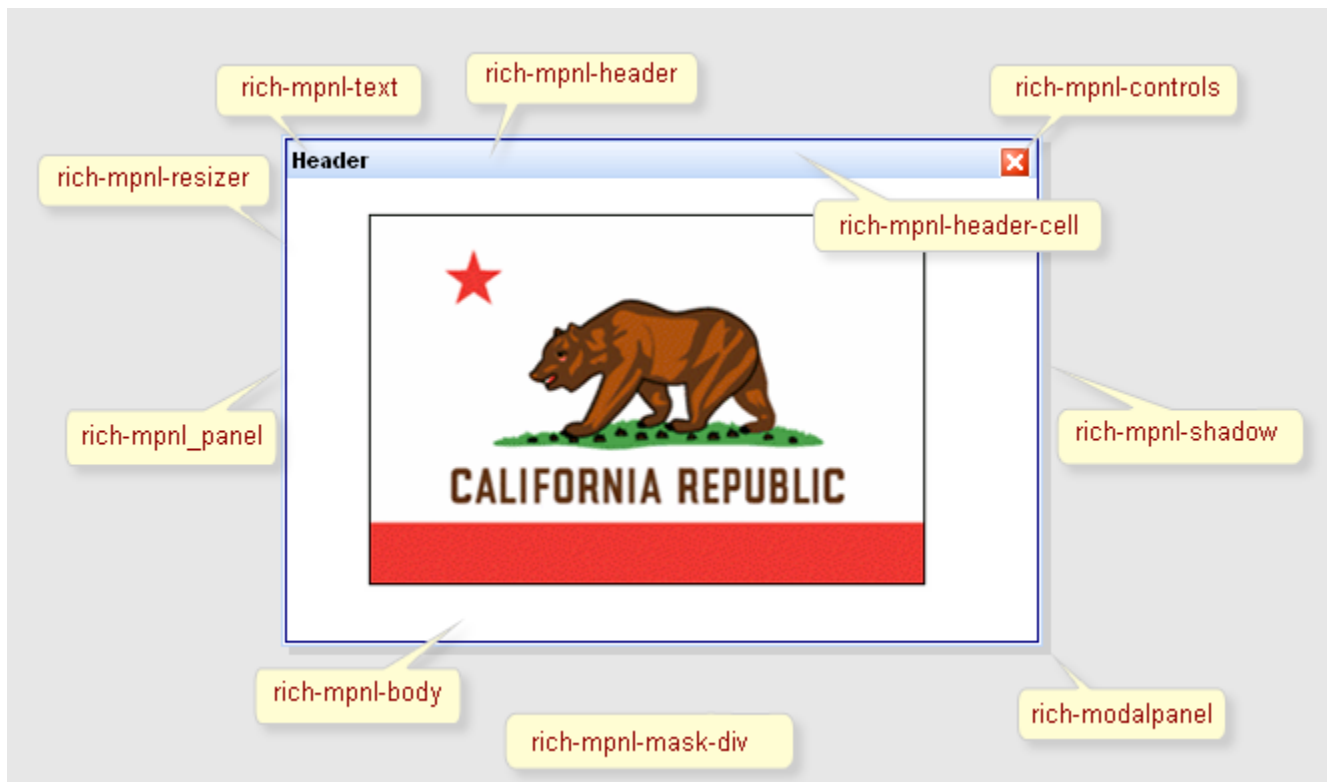 rich-mpnl-text
rich-mpnl-header
rich-mpnl-controls
Header
rich-mpnl-resizer
rich-mpnl-header-cell
rich-mpnl_panel
rich-mpnl-shadow
CALIFORNIA REPUBLIC
rich-mpnl-body
rich-modalpanel
rich-mpnl-mask-div